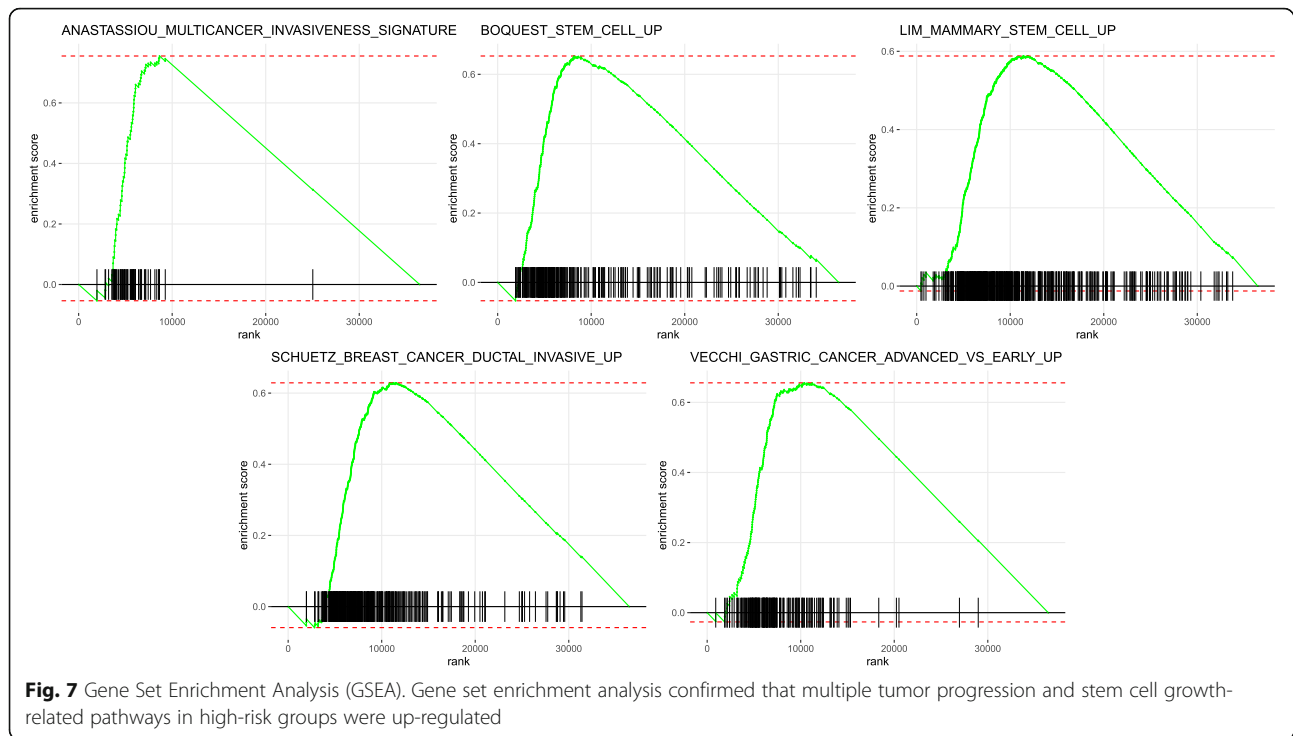 ANASTASSIOU_MULTICANCER_INVASIVENESS_SIGNATURE
enrichment score
0.6
0.4
0.2
0.0
0 10000 20000 30000
rank
BOQUEST_STEM_CELL_UP
enrichment score
0.6
0.4
0.2
0.0
0 10000 20000 30000
rank
LIM_MAMMARY_STEM_CELL_UP
enrichment score
0.6
0.4
0.2
0.0
0 10000 20000 30000
rank
SCHUETZ_BREAST_CANCER_DUCTAL_INVASIVE_UP
enrichment score
0.6
0.4
0.2
0.0
0 10000 20000 30000
rank
VECCHI_GASTRIC_CANCER_ADVANCED_VS_EARLY_UP
enrichment score
0.6
0.4
0.2
0.0
0 10000 20000 30000
rank
Fig. 7 Gene Set Enrichment Analysis (GSEA). Gene set enrichment analysis confirmed that multiple tumor progression and stem cell growth-
related pathways in high-risk groups were up-regulated